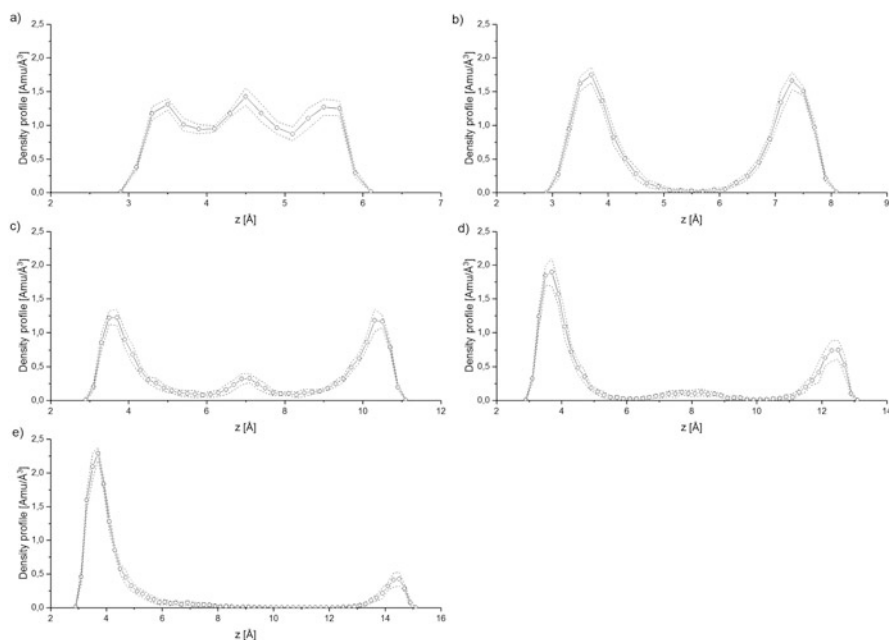 a)
Density profile [Amu/Å³]
2,5
2,0
1,5
1,0
0,5
0,0
2 3 4 5 6 7
z [Å]
b)
Density profile [Amu/Å³]
2,5
2,0
1,5
1,0
0,5
0,0
2 3 4 5 6 7 8 9
z [Å]
c)
Density profile [Amu/Å³]
2,5
2,0
1,5
1,0
0,5
0,0
2 4 6 8 10 12
z [Å]
d)
Density profile [Amu/Å³]
2,5
2,0
1,5
1,0
0,5
0,0
2 4 6 8 10 12 14
z [Å]
e)
Density profile [Amu/Å³]
2,5
2,0
1,5
1,0
0,5
0,0
2 4 6 8 10 12 14 16
z [Å]